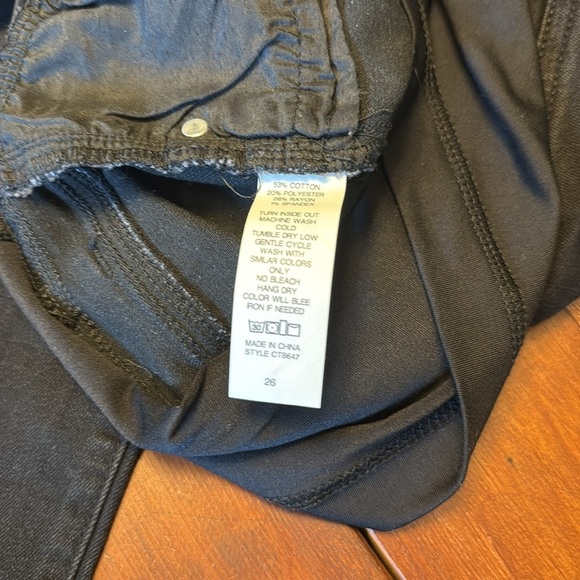 53% COTTON
20% POLYESTER
26% RAYON
1% SPANDEX
TURN INSIDE OUT
MACHINE WASH
COLD
TUMBLE DRY LOW
GENTLE CYCLE
WASH WITH
SIMLAR COLORS
ONLY
NO BLEACH
HANG DRY
COLOR WILL BLEE
IRON IF NEEDED
30
MADE IN CHINA
STYLE CTB647
26